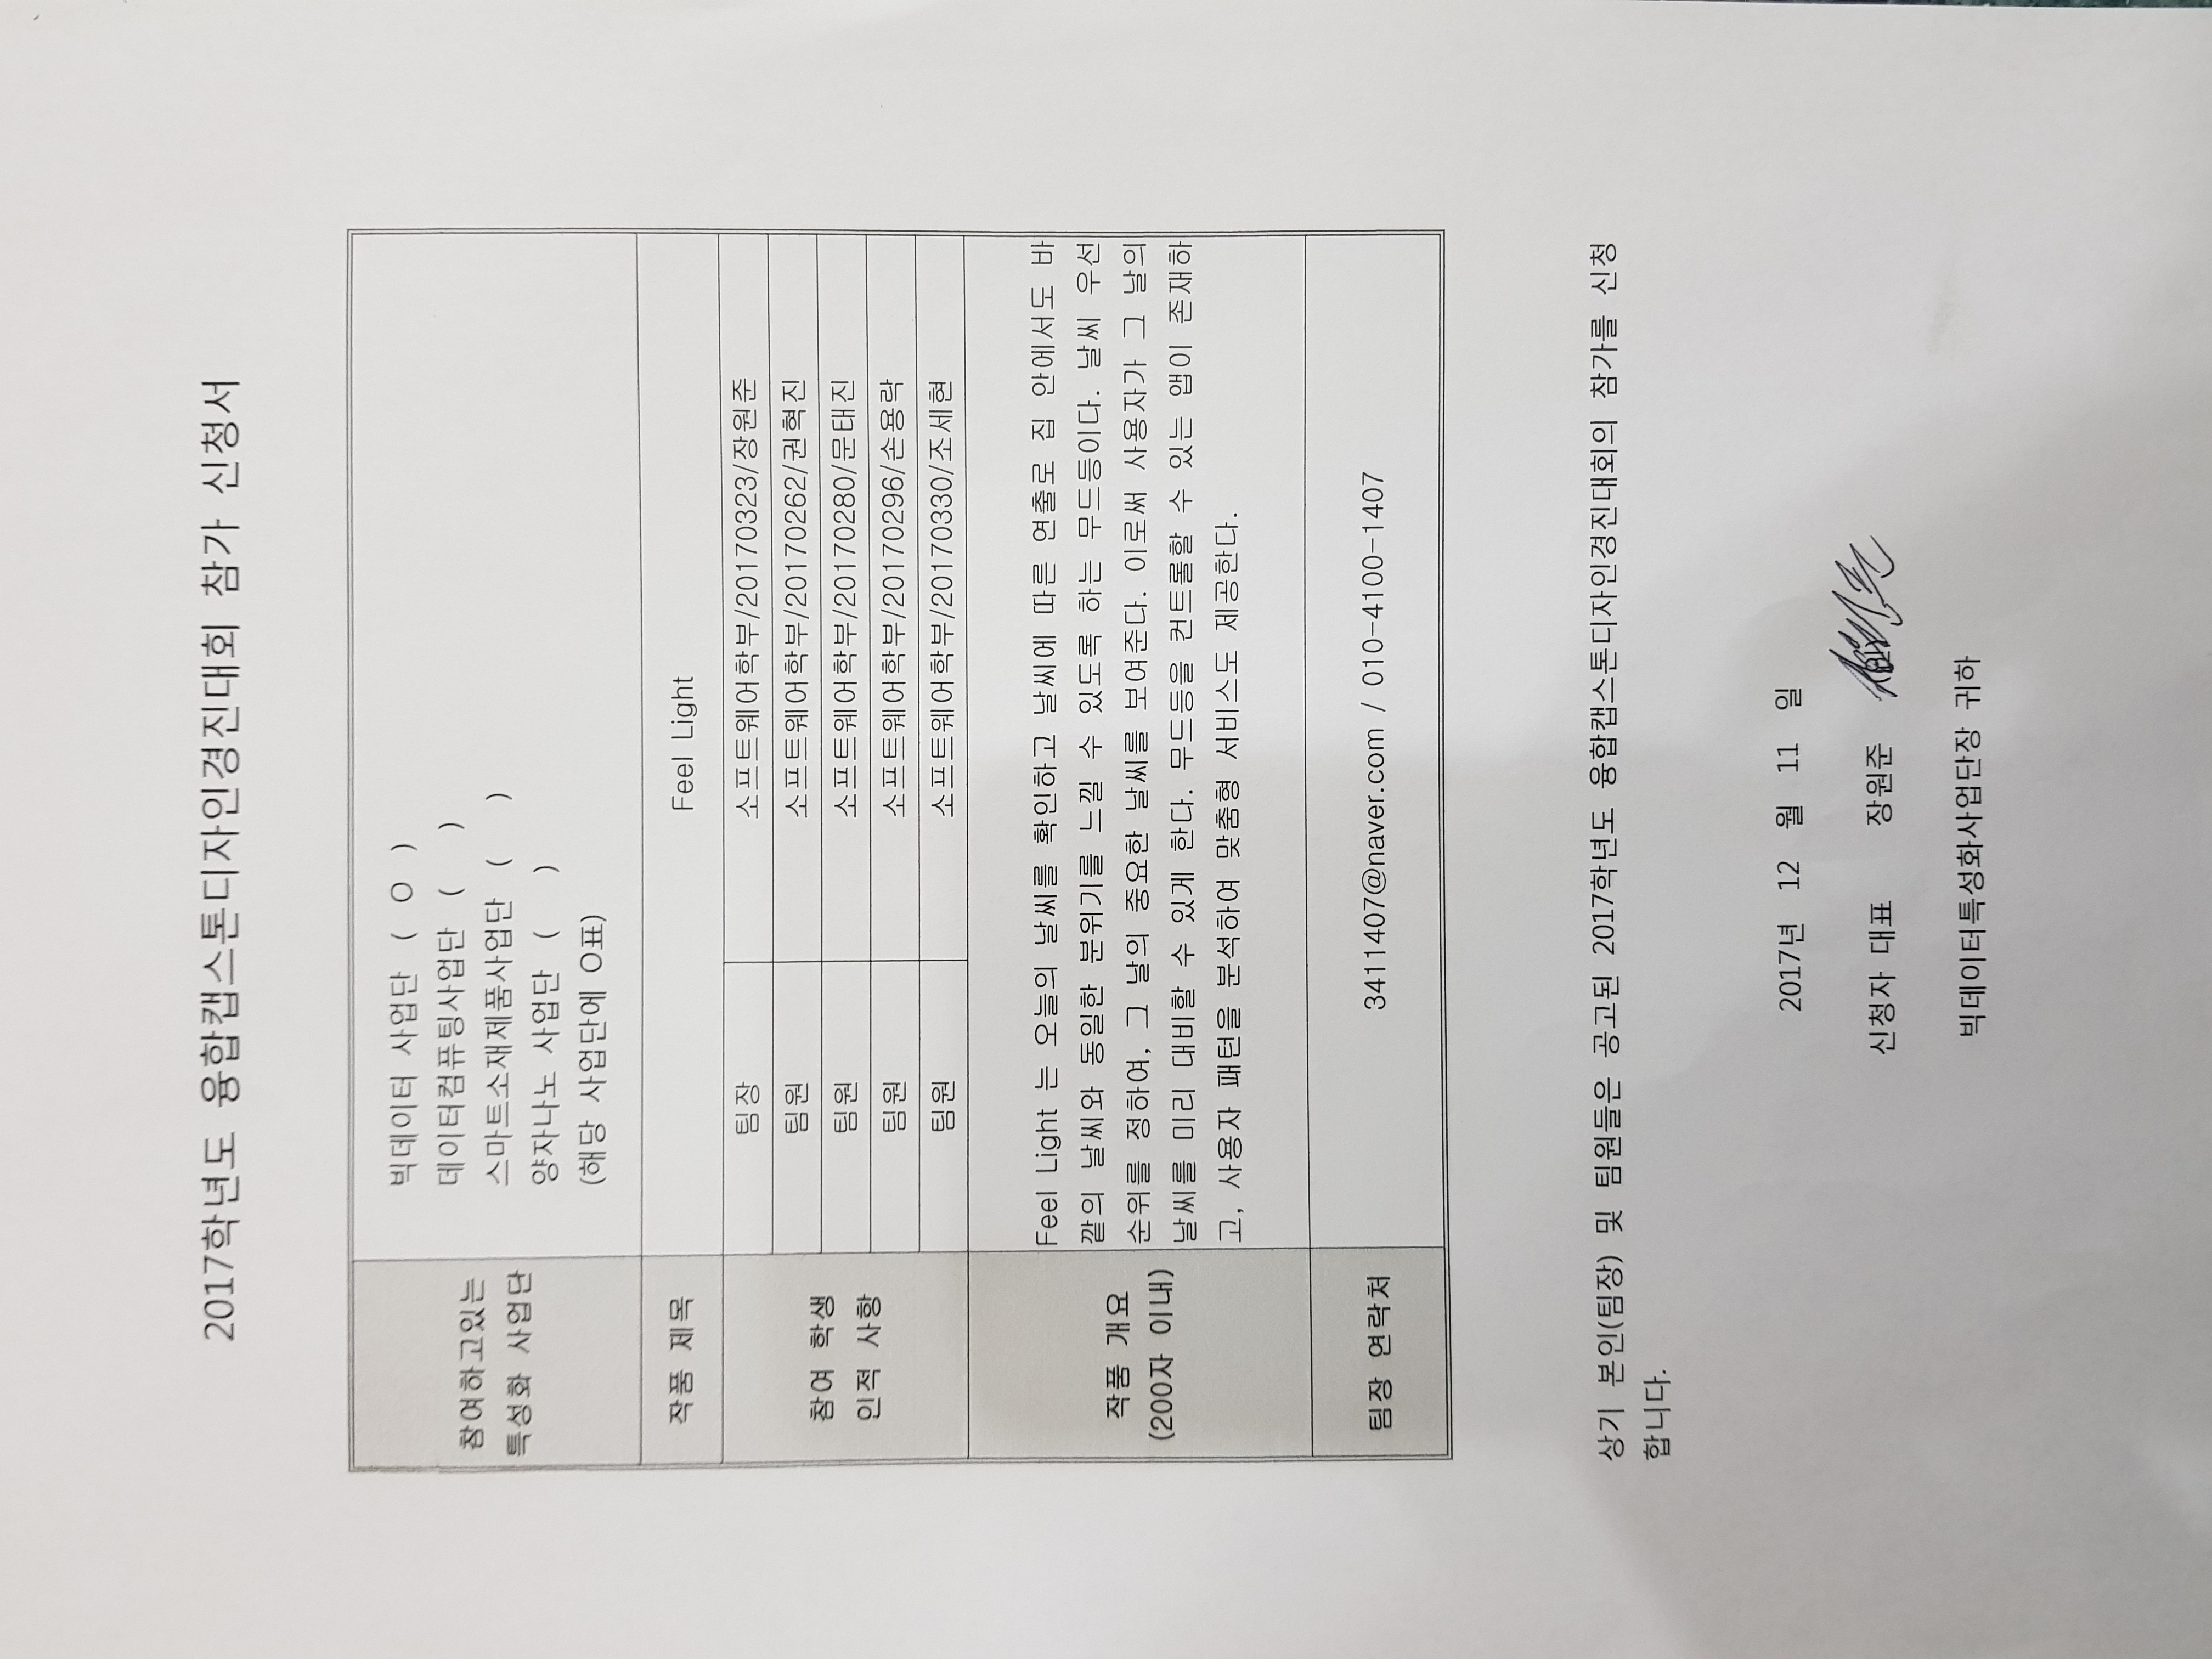 2017학년도 융합캡스톤디자인경진대회 참가 신청서
참여하고있는
특성화 사업단
빅데이터 사업단 ( O )
데이터컴퓨팅사업단 ( )
스마트소재제품사업단 ( )
양자나노 사업단 ( )
(해당 사업단에 O표)
작품 제목
Feel Light
참여 학생
인적 사항
팀장 소프트웨어학부/20170323/장원준
팀원 소프트웨어학부/20170262/권혁진
팀원 소프트웨어학부/20170280/문태진
팀원 소프트웨어학부/20170296/손용락
팀원 소프트웨어학부/20170330/조세현
작품 개요
(200자 이내)
Feel Light 는 오늘의 날씨를 확인하고 날씨에 따른 연출로 집 안에서도 바
깥의 날씨와 동일한 분위기를 느낄 수 있도록 하는 무드등이다. 날씨 우선
순위를 정하여, 그 날의 중요한 날씨를 보여준다. 이로써 사용자가 그 날의
날씨를 미리 대비할 수 있게 한다. 무드등을 컨트롤할 수 있는 앱이 존재하
고, 사용자 패턴을 분석하여 맞춤형 서비스도 제공한다.
팀장 연락처
3411407@naver.com / 010-4100-1407
상기 본인(팀장) 및 팀원들은 공고된 2017학년도 융합캡스톤디자인경진대회의 참가를 신청
합니다.
2017년 12 월 11 일
신청자 대표 장원준
빅데이터특성화사업단장 귀하